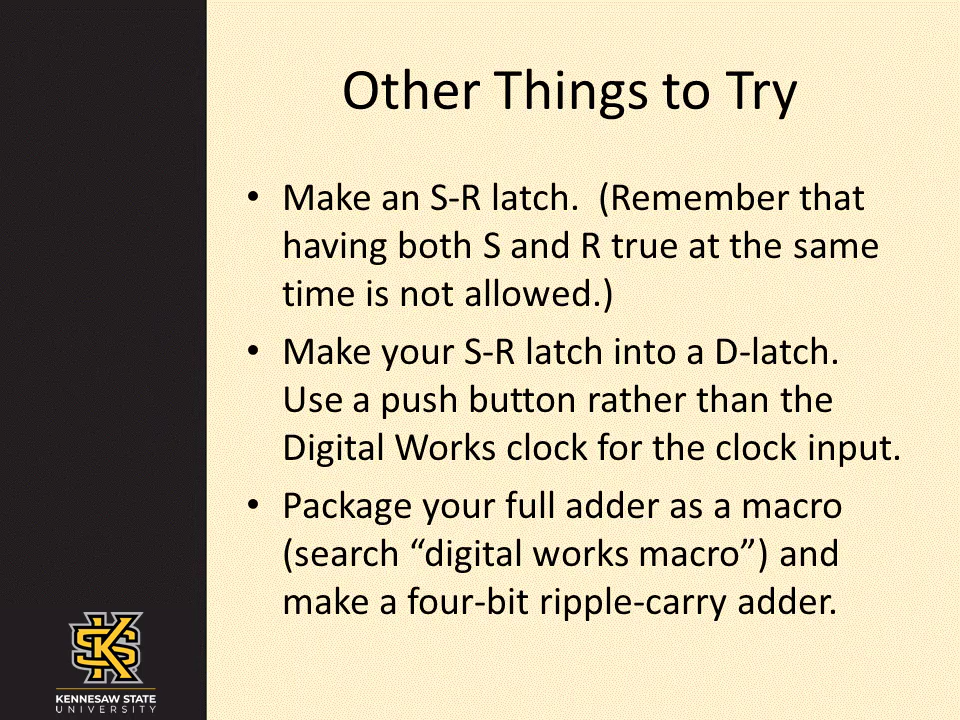 Other Things to Try
• Make an S-R latch.  (Remember that
having both S and R true at the same
time is not allowed.)
• Make your S-R latch into a D-latch.
Use a push button rather than the
Digital Works clock for the clock input.
• Package your full adder as a macro
(search “digital works macro”) and
make a four-bit ripple-carry adder.
KS
KENNESAW STATE
UNIVERSITY